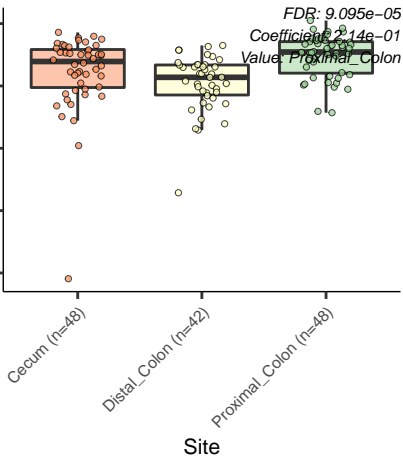 FDR: 9.095e−05
Coefficient: 2.14e−01
Value: Proximal_Colon
Cecum (n=48)
Distal_Colon (n=42)
Proximal_Colon (n=48)
Site